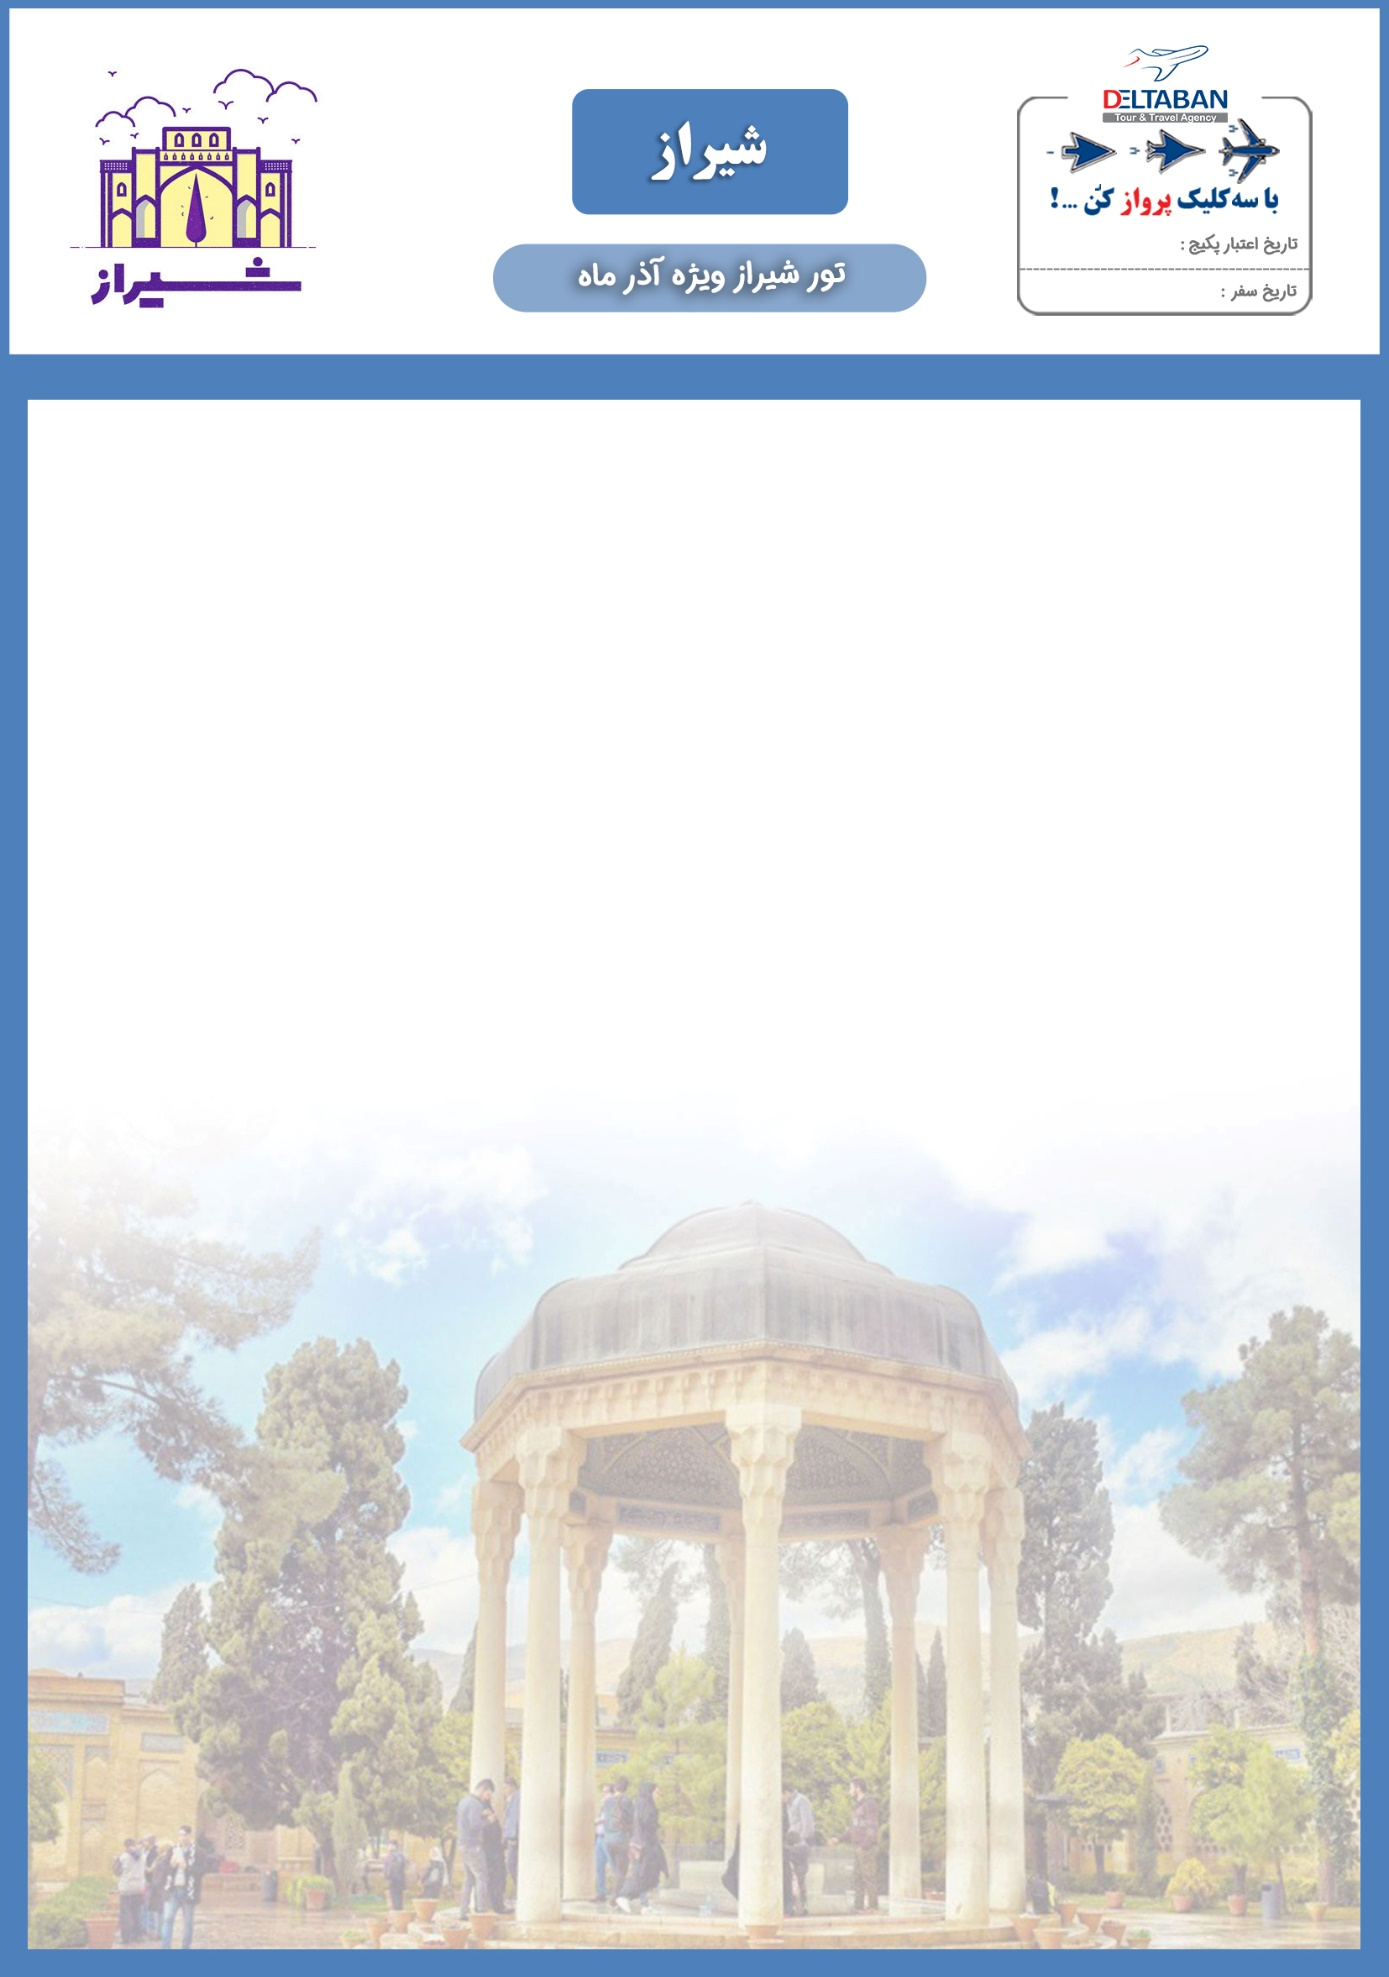 DELTABAN
Tour & Travel Agency
با سه کلیک پرواز کن ...!
تاریخ اعتبار پکیج :
تاریخ سفر :
شیراز
تور شیراز ویژه آذر ماه
شیراز